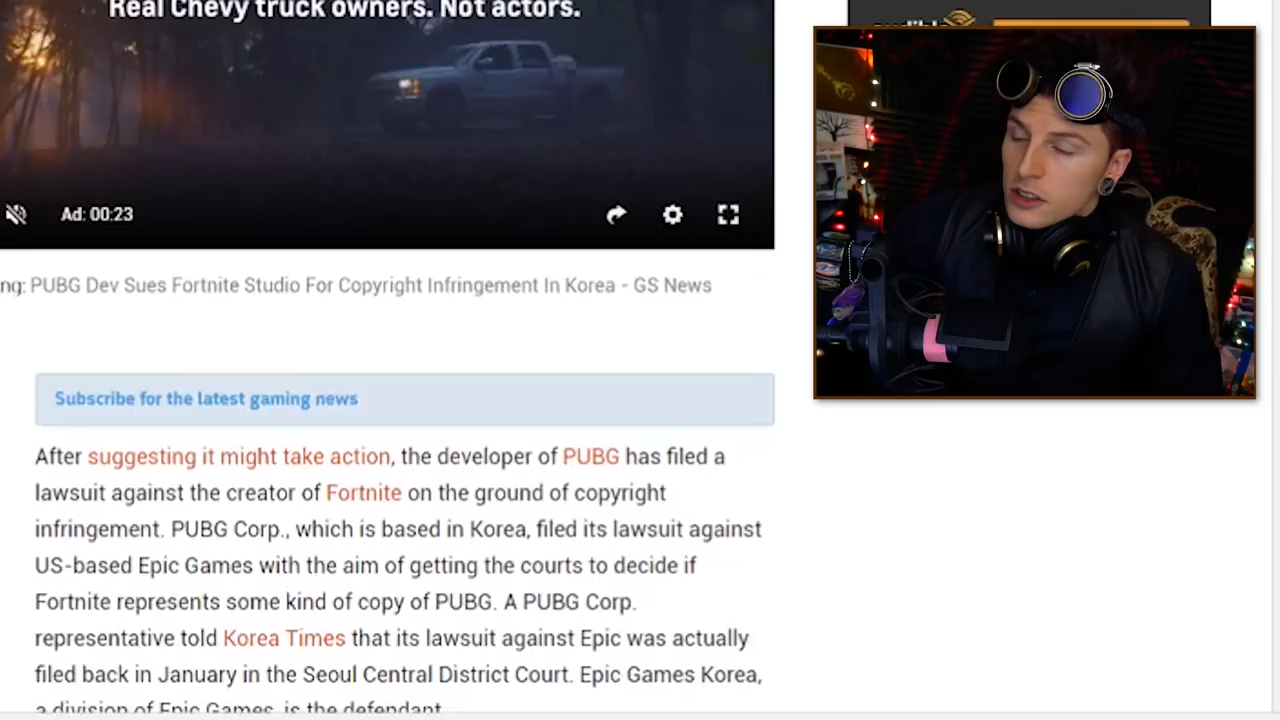 Real Chevy truck owners. Not actors.
audible
Ad: 00:23
ng: PUBG Dev Sues Fortnite Studio For Copyright Infringement In Korea - GS News
Subscribe for the latest gaming news
After suggesting it might take action, the developer of PUBG has filed a
lawsuit against the creator of Fortnite on the ground of copyright
infringement. PUBG Corp., which is based in Korea, filed its lawsuit against
US-based Epic Games with the aim of getting the courts to decide if
Fortnite represents some kind of copy of PUBG. A PUBG Corp.
representative told Korea Times that its lawsuit against Epic was actually
filed back in January in the Seoul Central District Court. Epic Games Korea,
a division of Epic Games, is the defendant.